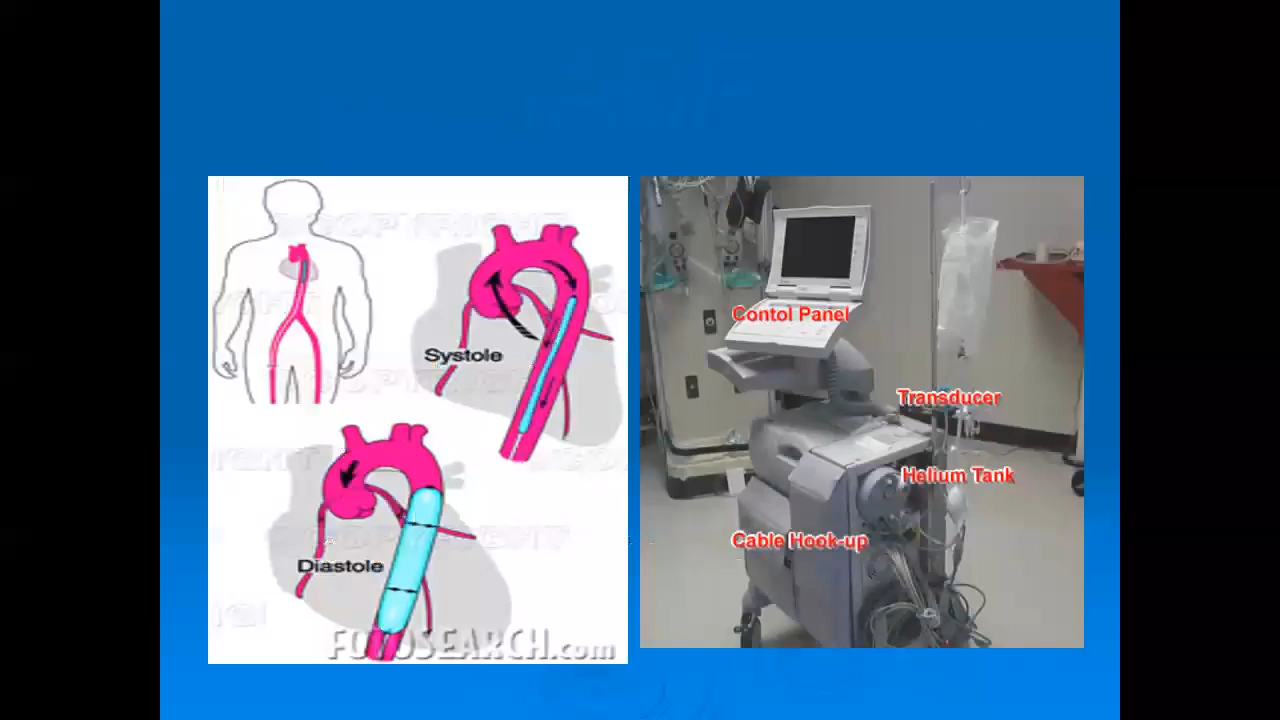 Systole
Diastole
FOTOSEARCH.com
Contol Panel
Transducer
Helium Tank
Cable Hook-up